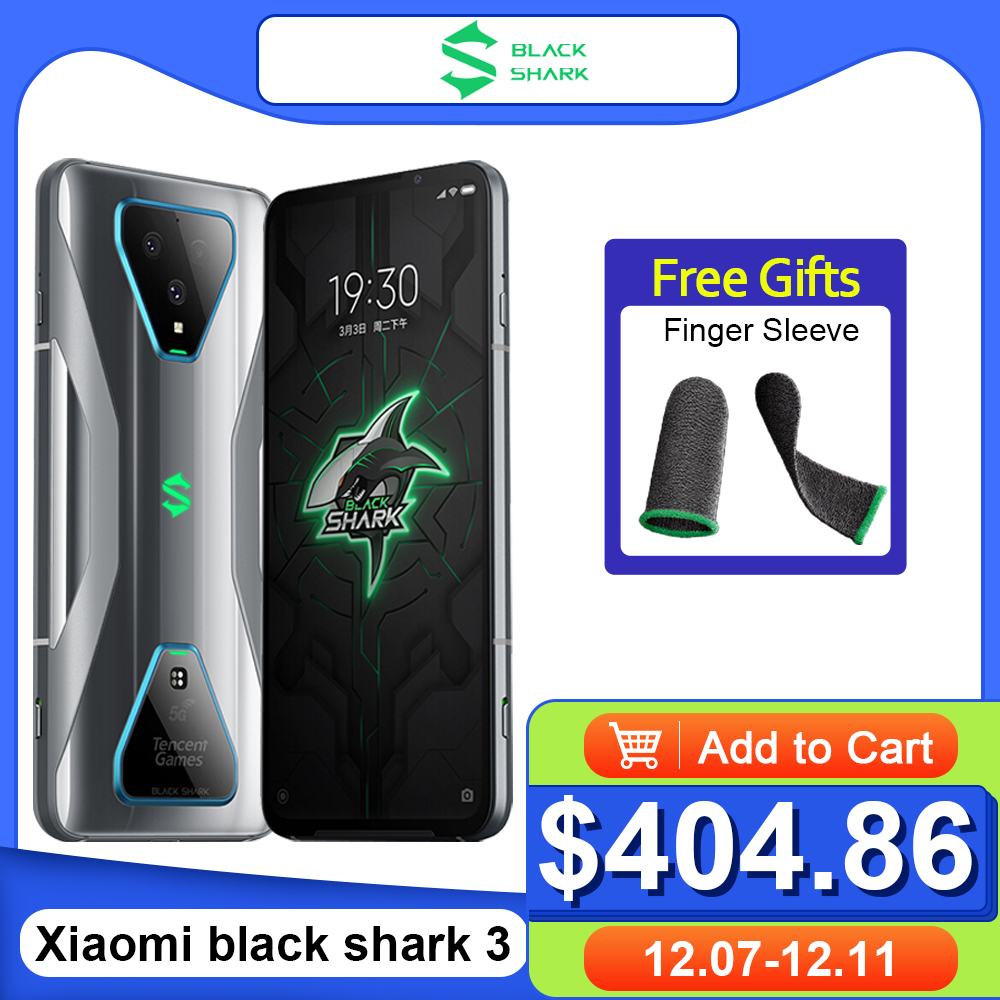 BLACK
SHARK
19:30
3月3日 周二下午
BLACK
SHARK
5G
Tencent
Games
BLACK SHARK
Free Gifts
Finger Sleeve
Add to Cart
$404.86
12.07-12.11
Xiaomi black shark 3